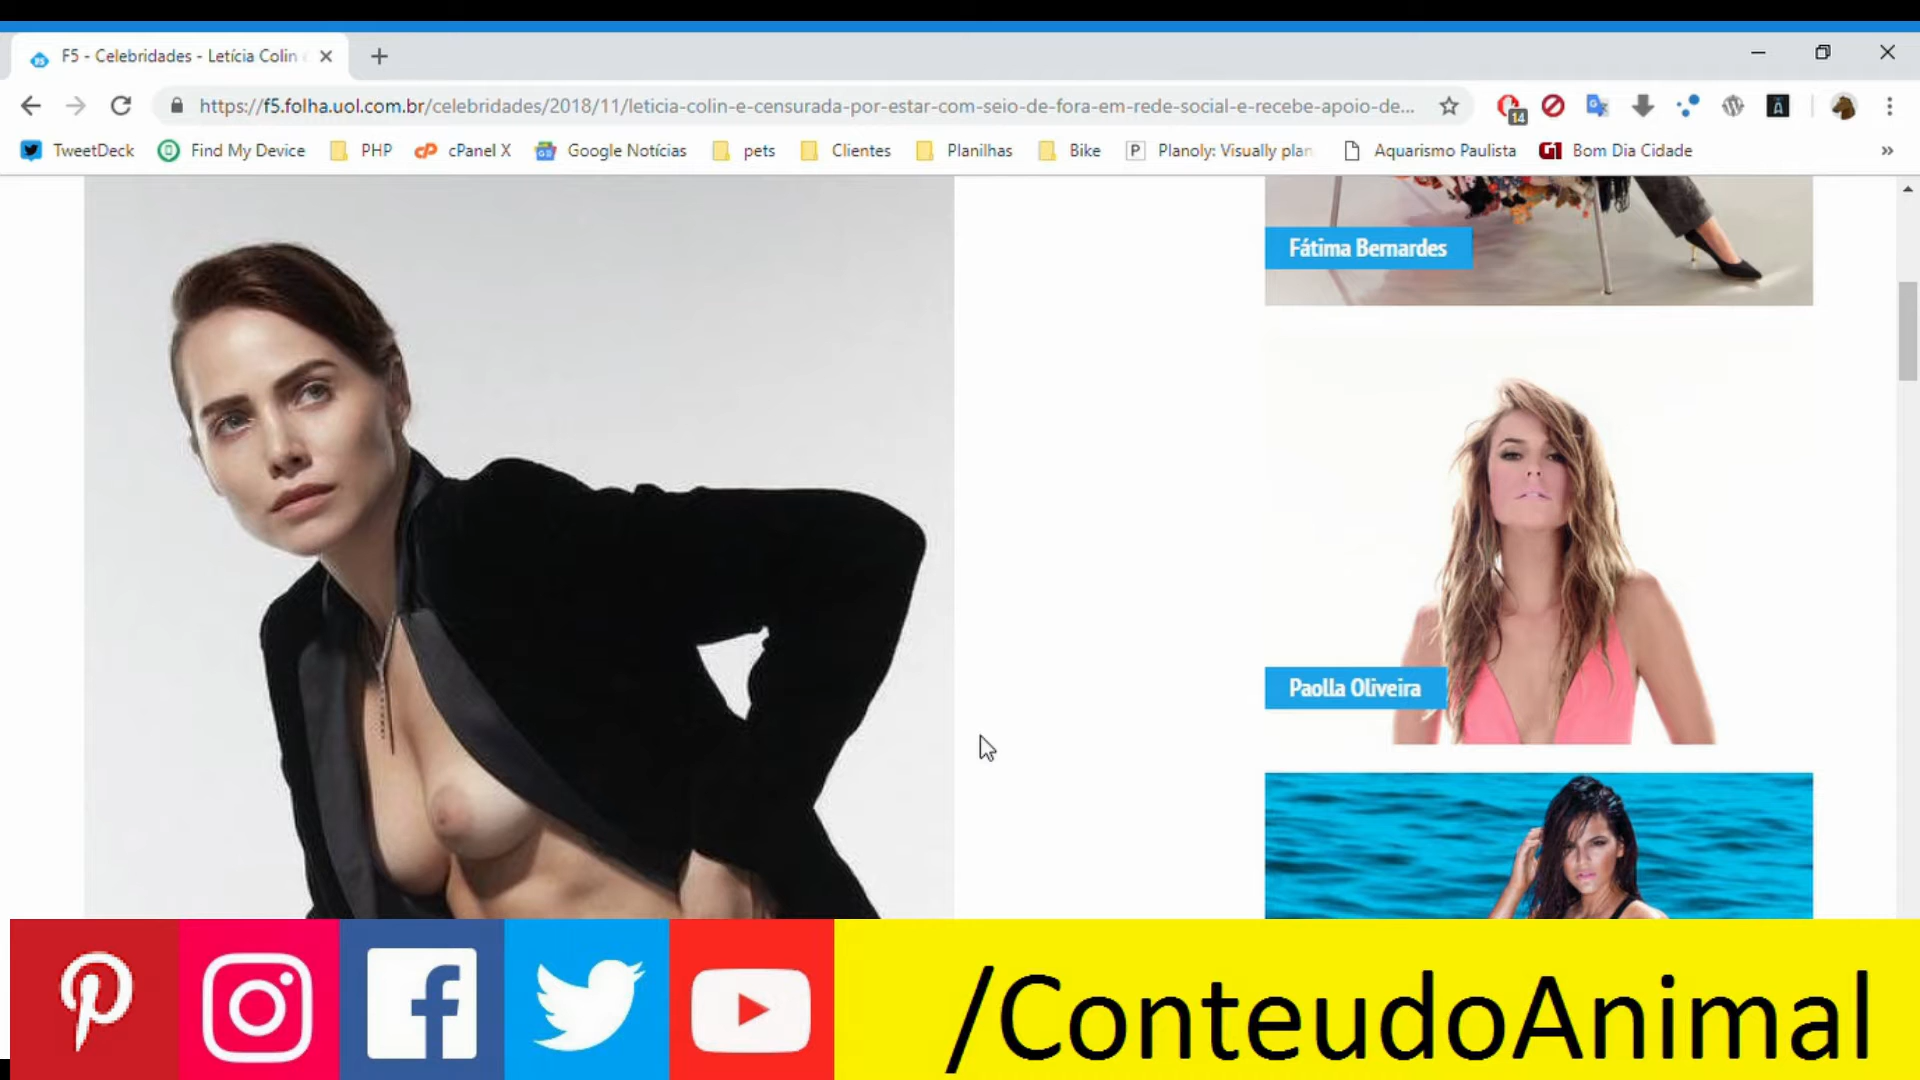 F5 - Celebridades - Letícia Colin
https://f5.folha.uol.com.br/celebridades/2018/11/leticia-colin-e-censurada-por-estar-com-seio-de-fora-em-rede-social-e-recebe-apoio-de...
14
TweetDeck Find My Device PHP cPanel X Google Notícias pets Clientes Planilhas Bike Planoly: Visually plan Aquarismo Paulista G1 Bom Dia Cidade »
Fátima Bernardes
Paolla Oliveira
/ConteudoAnimal